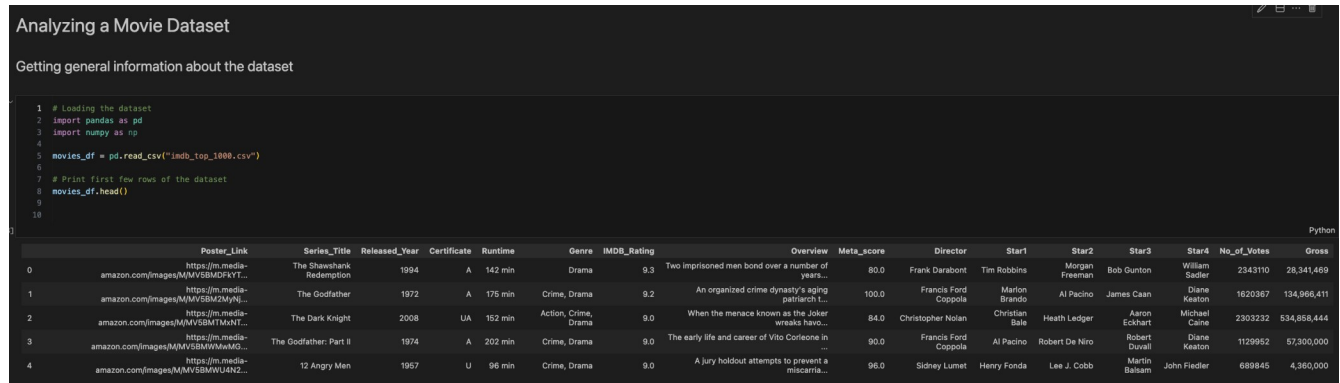 Analyzing a Movie Dataset
Getting general information about the dataset
1 # Loading the dataset
2 import pandas as pd
3 import numpy as np
4
5 movies_df = pd.read_csv("imdb_top_1000.csv")
6
7 # Print first few rows of the dataset
8 movies_df.head()
9
10
Python
Poster_Link Series_Title Released_Year Certificate Runtime Genre IMDB_Rating Overview Meta_score Director Star1 Star2 Star3 Star4 No_of_Votes Gross
0 https://m.media-amazon.com/images/M/MV5BMDFkYT... The Shawshank Redemption 1994 A 142 min Drama 9.3 Two imprisoned men bond over a number of years... 80.0 Frank Darabont Tim Robbins Morgan Freeman Bob Gunton William Sadler 2343110 28,341,469
1 https://m.media-amazon.com/images/M/MV5BM2MyNj... The Godfather 1972 A 175 min Crime, Drama 9.2 An organized crime dynasty's aging patriarch t... 100.0 Francis Ford Coppola Marlon Brando Al Pacino James Caan Diane Keaton 1620367 134,966,411
2 https://m.media-amazon.com/images/M/MV5BMTMxNT... The Dark Knight 2008 UA 152 min Action, Crime, Drama 9.0 When the menace known as the Joker wreaks havo... 84.0 Christopher Nolan Christian Bale Heath Ledger Aaron Eckhart Michael Caine 2303232 534,858,444
3 https://m.media-amazon.com/images/M/MV5BMWMwMG... The Godfather: Part II 1974 A 202 min Crime, Drama 9.0 The early life and career of Vito Corleone in ... 90.0 Francis Ford Coppola Al Pacino Robert De Niro Robert Duvall Diane Keaton 1129952 57,300,000
4 https://m.media-amazon.com/images/M/MV5BMWU4N2... 12 Angry Men 1957 U 96 min Crime, Drama 9.0 A jury holdout attempts to prevent a miscarria... 96.0 Sidney Lumet Henry Fonda Lee J. Cobb Martin Balsam John Fiedler 689845 4,360,000